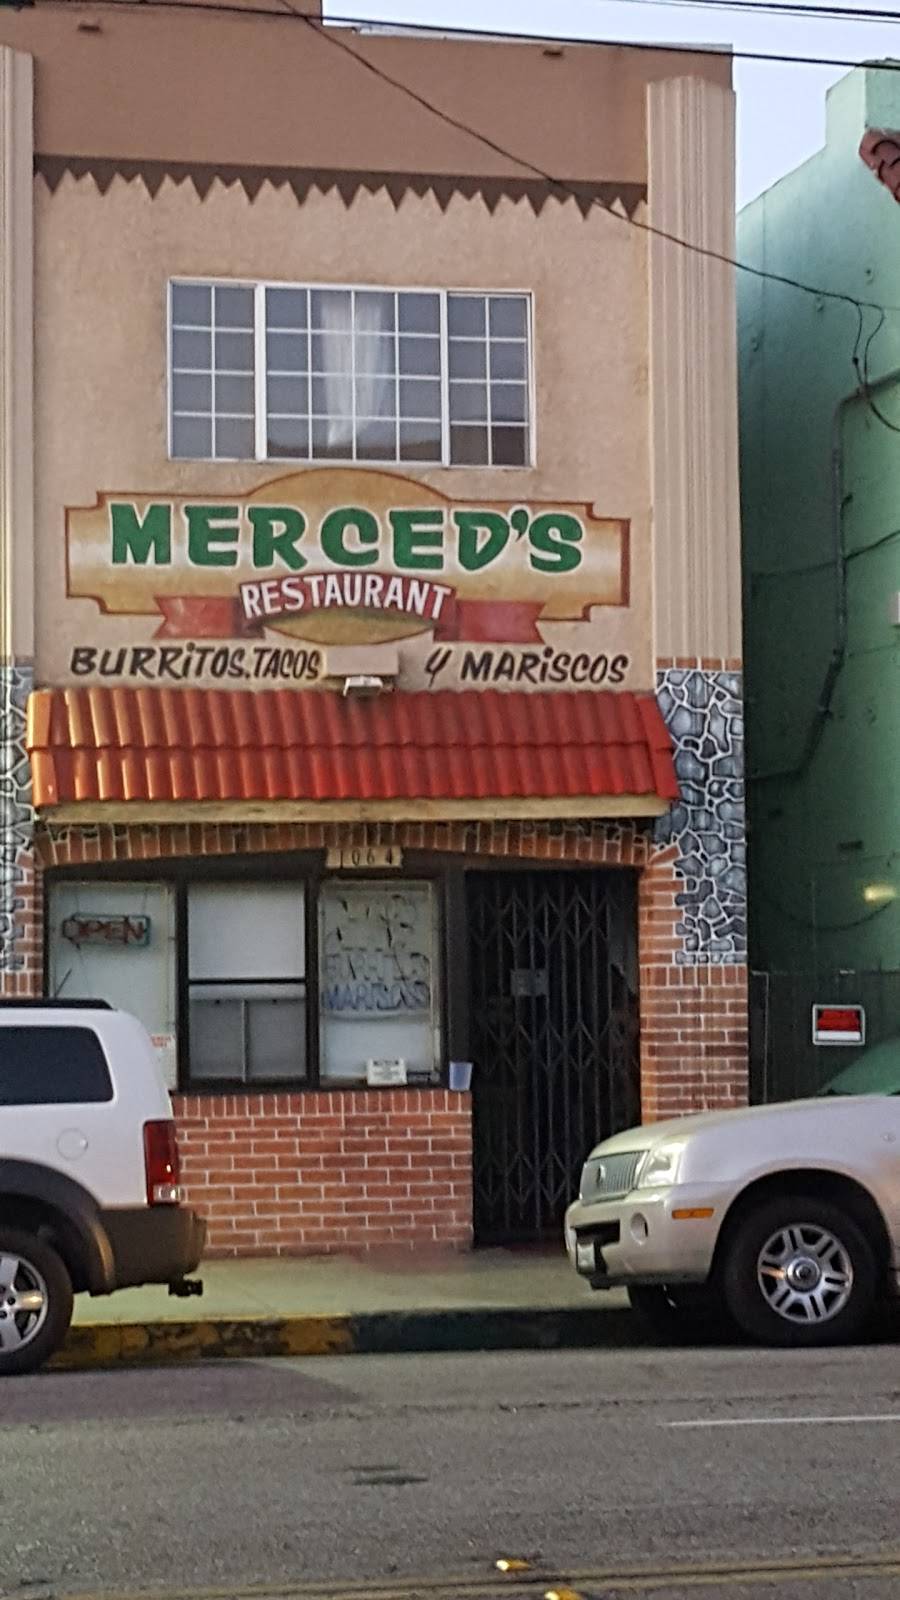 MERCED'S
RESTAURANT
BURRiTOS.TACOS Y MARiSCOS
1064
OPEN
MARISCOS